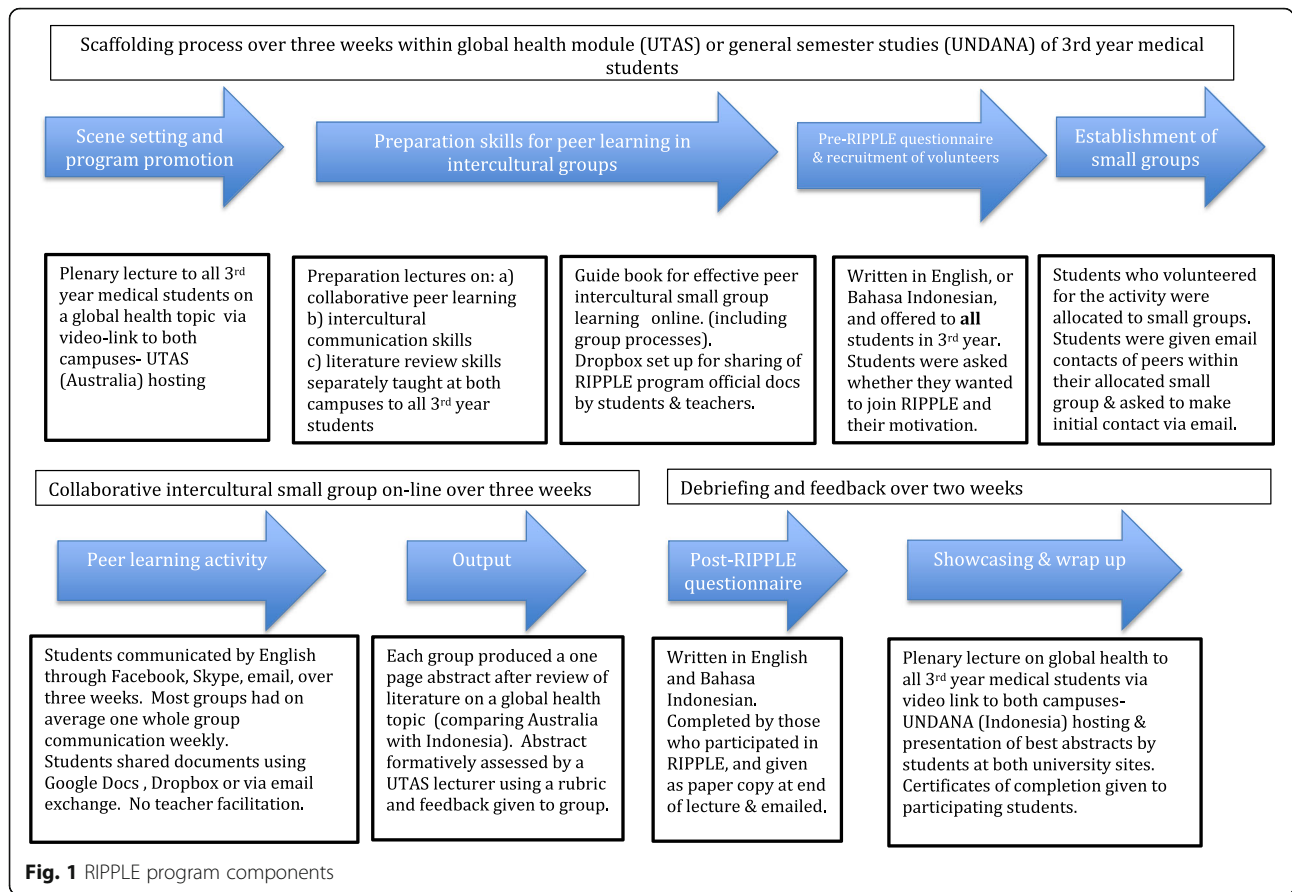 Scaffolding process over three weeks within global health module (UTAS) or general semester studies (UNDANA) of 3rd year medical
students
Scene setting and
program promotion
Preparation skills for peer learning in
intercultural groups
Pre-RIPPLE questionnaire
& recruitment of volunteers
Establishment of
small groups
Plenary lecture to all 3rd
year medical students on
a global health topic via
video-link to both
campuses- UTAS
(Australia) hosting
Preparation lectures on: a)
collaborative peer learning
b) intercultural
communication skills
c) literature review skills
separately taught at both
campuses to all 3rd year
students
Guide book for effective peer
intercultural small group
learning online. (including
group processes).
Dropbox set up for sharing of
RIPPLE program official docs
by students & teachers.
Written in English, or
Bahasa Indonesian,
and offered to all
students in 3rd year.
Students were asked
whether they wanted
to join RIPPLE and
their motivation.
Students who volunteered
for the activity were
allocated to small groups.
Students were given email
contacts of peers within
their allocated small
group & asked to make
initial contact via email.
Collaborative intercultural small group on-line over three weeks
Debriefing and feedback over two weeks
Peer learning activity
Output
Post-RIPPLE
questionnaire
Showcasing & wrap up
Students communicated by English
through Facebook, Skype, email, over
three weeks. Most groups had on
average one whole group
communication weekly.
Students shared documents using
Google Docs , Dropbox or via email
exchange. No teacher facilitation.
Each group produced a one
page abstract after review of
literature on a global health
topic (comparing Australia
with Indonesia). Abstract
formatively assessed by a
UTAS lecturer using a rubric
and feedback given to group.
Written in English
and Bahasa
Indonesian.
Completed by those
who participated in
RIPPLE, and given
as paper copy at end
of lecture & emailed.
Plenary lecture on global health to
all 3rd year medical students via
video link to both campuses-
UNDANA (Indonesia) hosting &
presentation of best abstracts by
students at both university sites.
Certificates of completion given to
participating students.
Fig. 1 RIPPLE program components